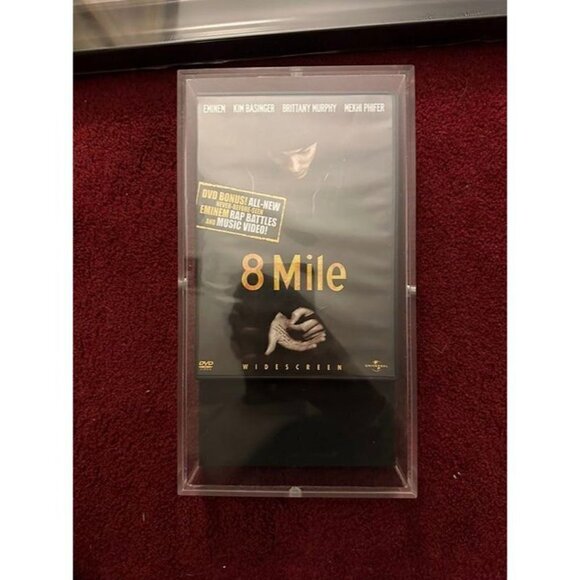 EMINEM KIM BASINGER BRITTANY MURPHY MEKHI PHIFER
DVD BONUS! ALL-NEW
NEVER-BEFORE-SEEN
EMINEM RAP BATTLES
AND MUSIC VIDEO!
8 Mile
DVD
WIDESCREEN
UNIVERSAL